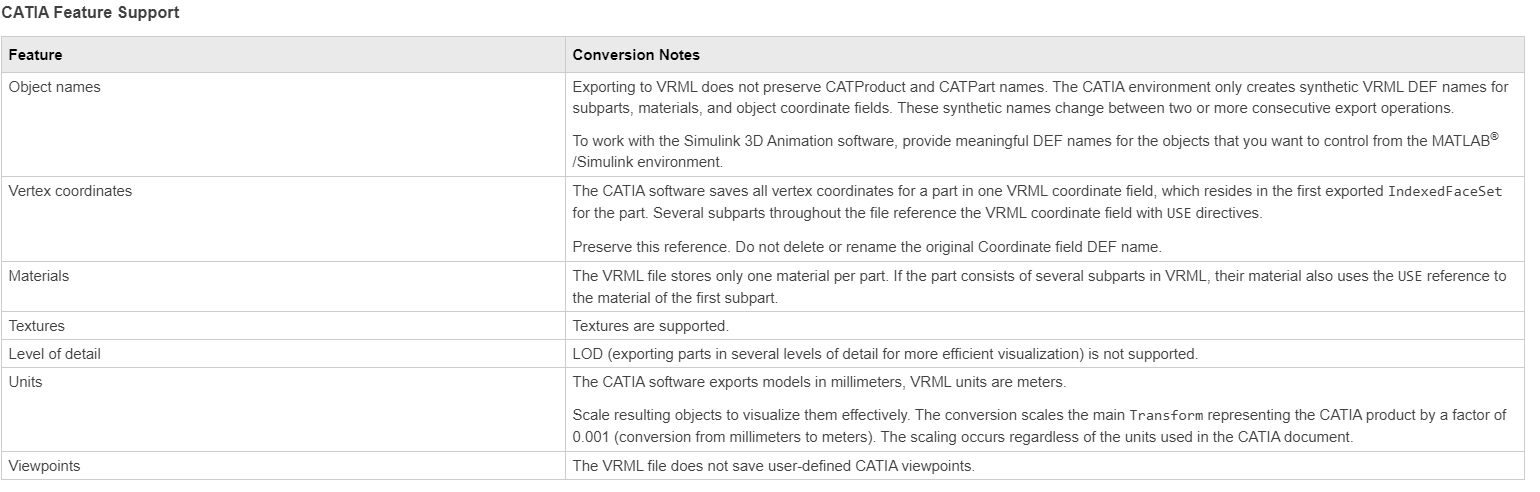 CATIA Feature Support
Feature
Conversion Notes
Object names
Exporting to VRML does not preserve CATProduct and CATPart names. The CATIA environment only creates synthetic VRML DEF names for
subparts, materials, and object coordinate fields. These synthetic names change between two or more consecutive export operations.
To work with the Simulink 3D Animation software, provide meaningful DEF names for the objects that you want to control from the MATLAB®
/Simulink environment.
Vertex coordinates
The CATIA software saves all vertex coordinates for a part in one VRML coordinate field, which resides in the first exported IndexedFaceSet
for the part. Several subparts throughout the file reference the VRML coordinate field with USE directives.
Preserve this reference. Do not delete or rename the original Coordinate field DEF name.
Materials
The VRML file stores only one material per part. If the part consists of several subparts in VRML, their material also uses the USE reference to
the material of the first subpart.
Textures
Textures are supported.
Level of detail
LOD (exporting parts in several levels of detail for more efficient visualization) is not supported.
Units
The CATIA software exports models in millimeters, VRML units are meters.
Scale resulting objects to visualize them effectively. The conversion scales the main Transform representing the CATIA product by a factor of
0.001 (conversion from millimeters to meters). The scaling occurs regardless of the units used in the CATIA document.
Viewpoints
The VRML file does not save user-defined CATIA viewpoints.